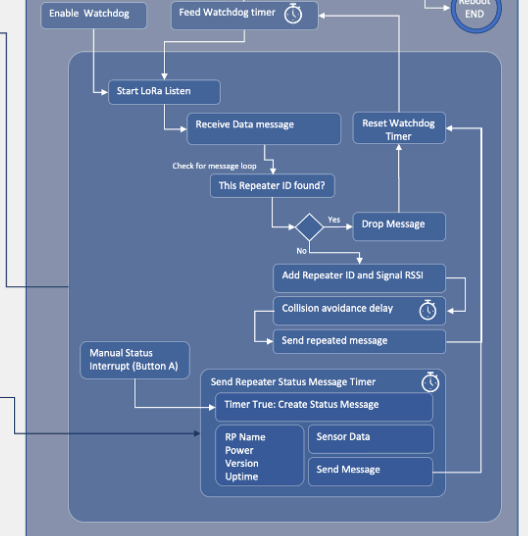 Reboot
END
Enable Watchdog
Feed Watchdog timer
Start LoRa Listen
Receive Data message
Reset Watchdog
Timer
Check for message loop
This Repeater ID found?
Yes
Drop Message
No
Add Repeater ID and Signal RSSI
Collision avoidance delay
Send repeated message
Manual Status
Interrupt (Button A)
Send Repeater Status Message Timer
Timer True: Create Status Message
RP Name
Power
Version
Uptime
Sensor Data
Send Message